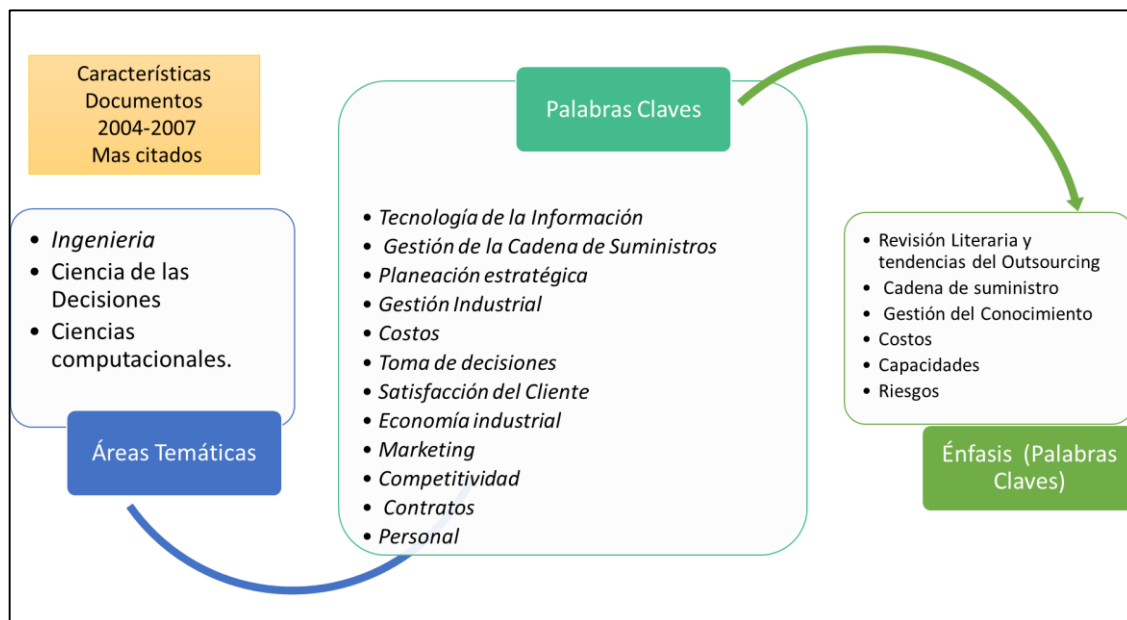 Características
Documentos
2004-2007
Mas citados
• Ingenieria
• Ciencia de las
Decisiones
• Ciencias
computacionales.
Áreas Temáticas
Palabras Claves
• Tecnología de la Información
• Gestión de la Cadena de Suministros
• Planeación estratégica
• Gestión Industrial
• Costos
• Toma de decisiones
• Satisfacción del Cliente
• Economía industrial
• Marketing
• Competitividad
• Contratos
• Personal
• Revisión Literaria y
tendencias del Outsourcing
• Cadena de suministro
• Gestión del Conocimiento
• Costos
• Capacidades
• Riesgos
Énfasis (Palabras
Claves)